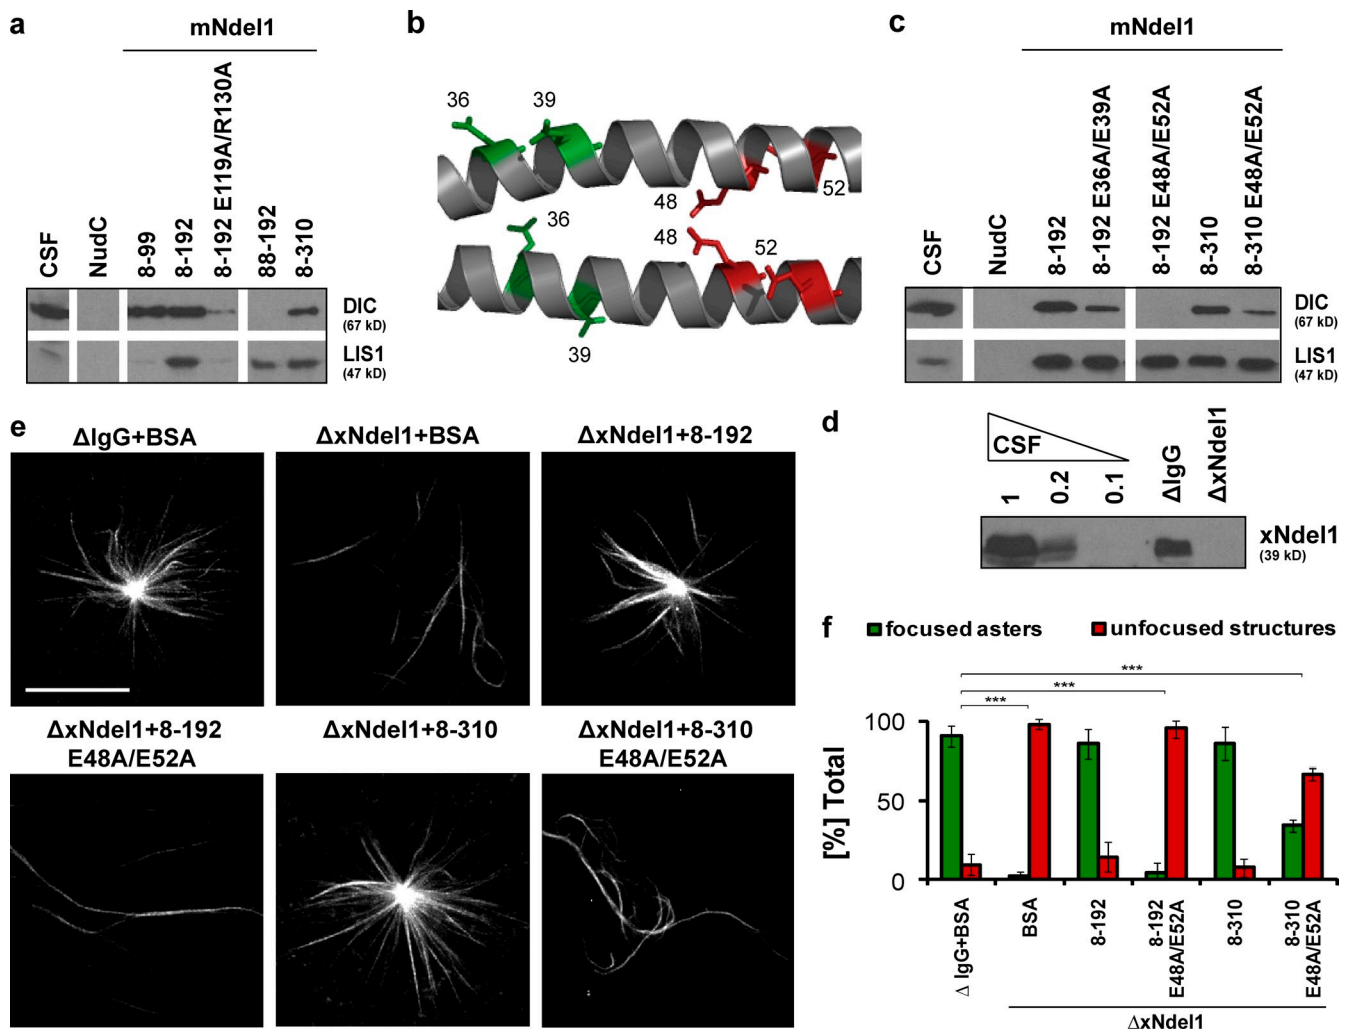 a
mNdel1
CSF
NudC
8-99
8-192
8-192 E119A/R130A
88-192
8-310
DIC
(67 kD)
LIS1
(47 kD)
b
36
39
48
52
36
48
52
39
c
mNdel1
CSF
NudC
8-192
8-192 E36A/E39A
8-192 E48A/E52A
8-310
8-310 E48A/E52A
DIC
(67 kD)
LIS1
(47 kD)
d
CSF
1
0.2
0.1
ΔIgG
ΔxNdel1
xNdel1
(39 kD)
e
ΔIgG+BSA
ΔxNdel1+BSA
ΔxNdel1+8-192
ΔxNdel1+8-192
E48A/E52A
ΔxNdel1+8-310
ΔxNdel1+8-310
E48A/E52A
f
focused asters
unfocused structures
***
***
***
[%] Total
100
50
0
Δ IgG+BSA
BSA
8-192
8-192
E48A/E52A
8-310
8-310
E48A/E52A
ΔxNdel1